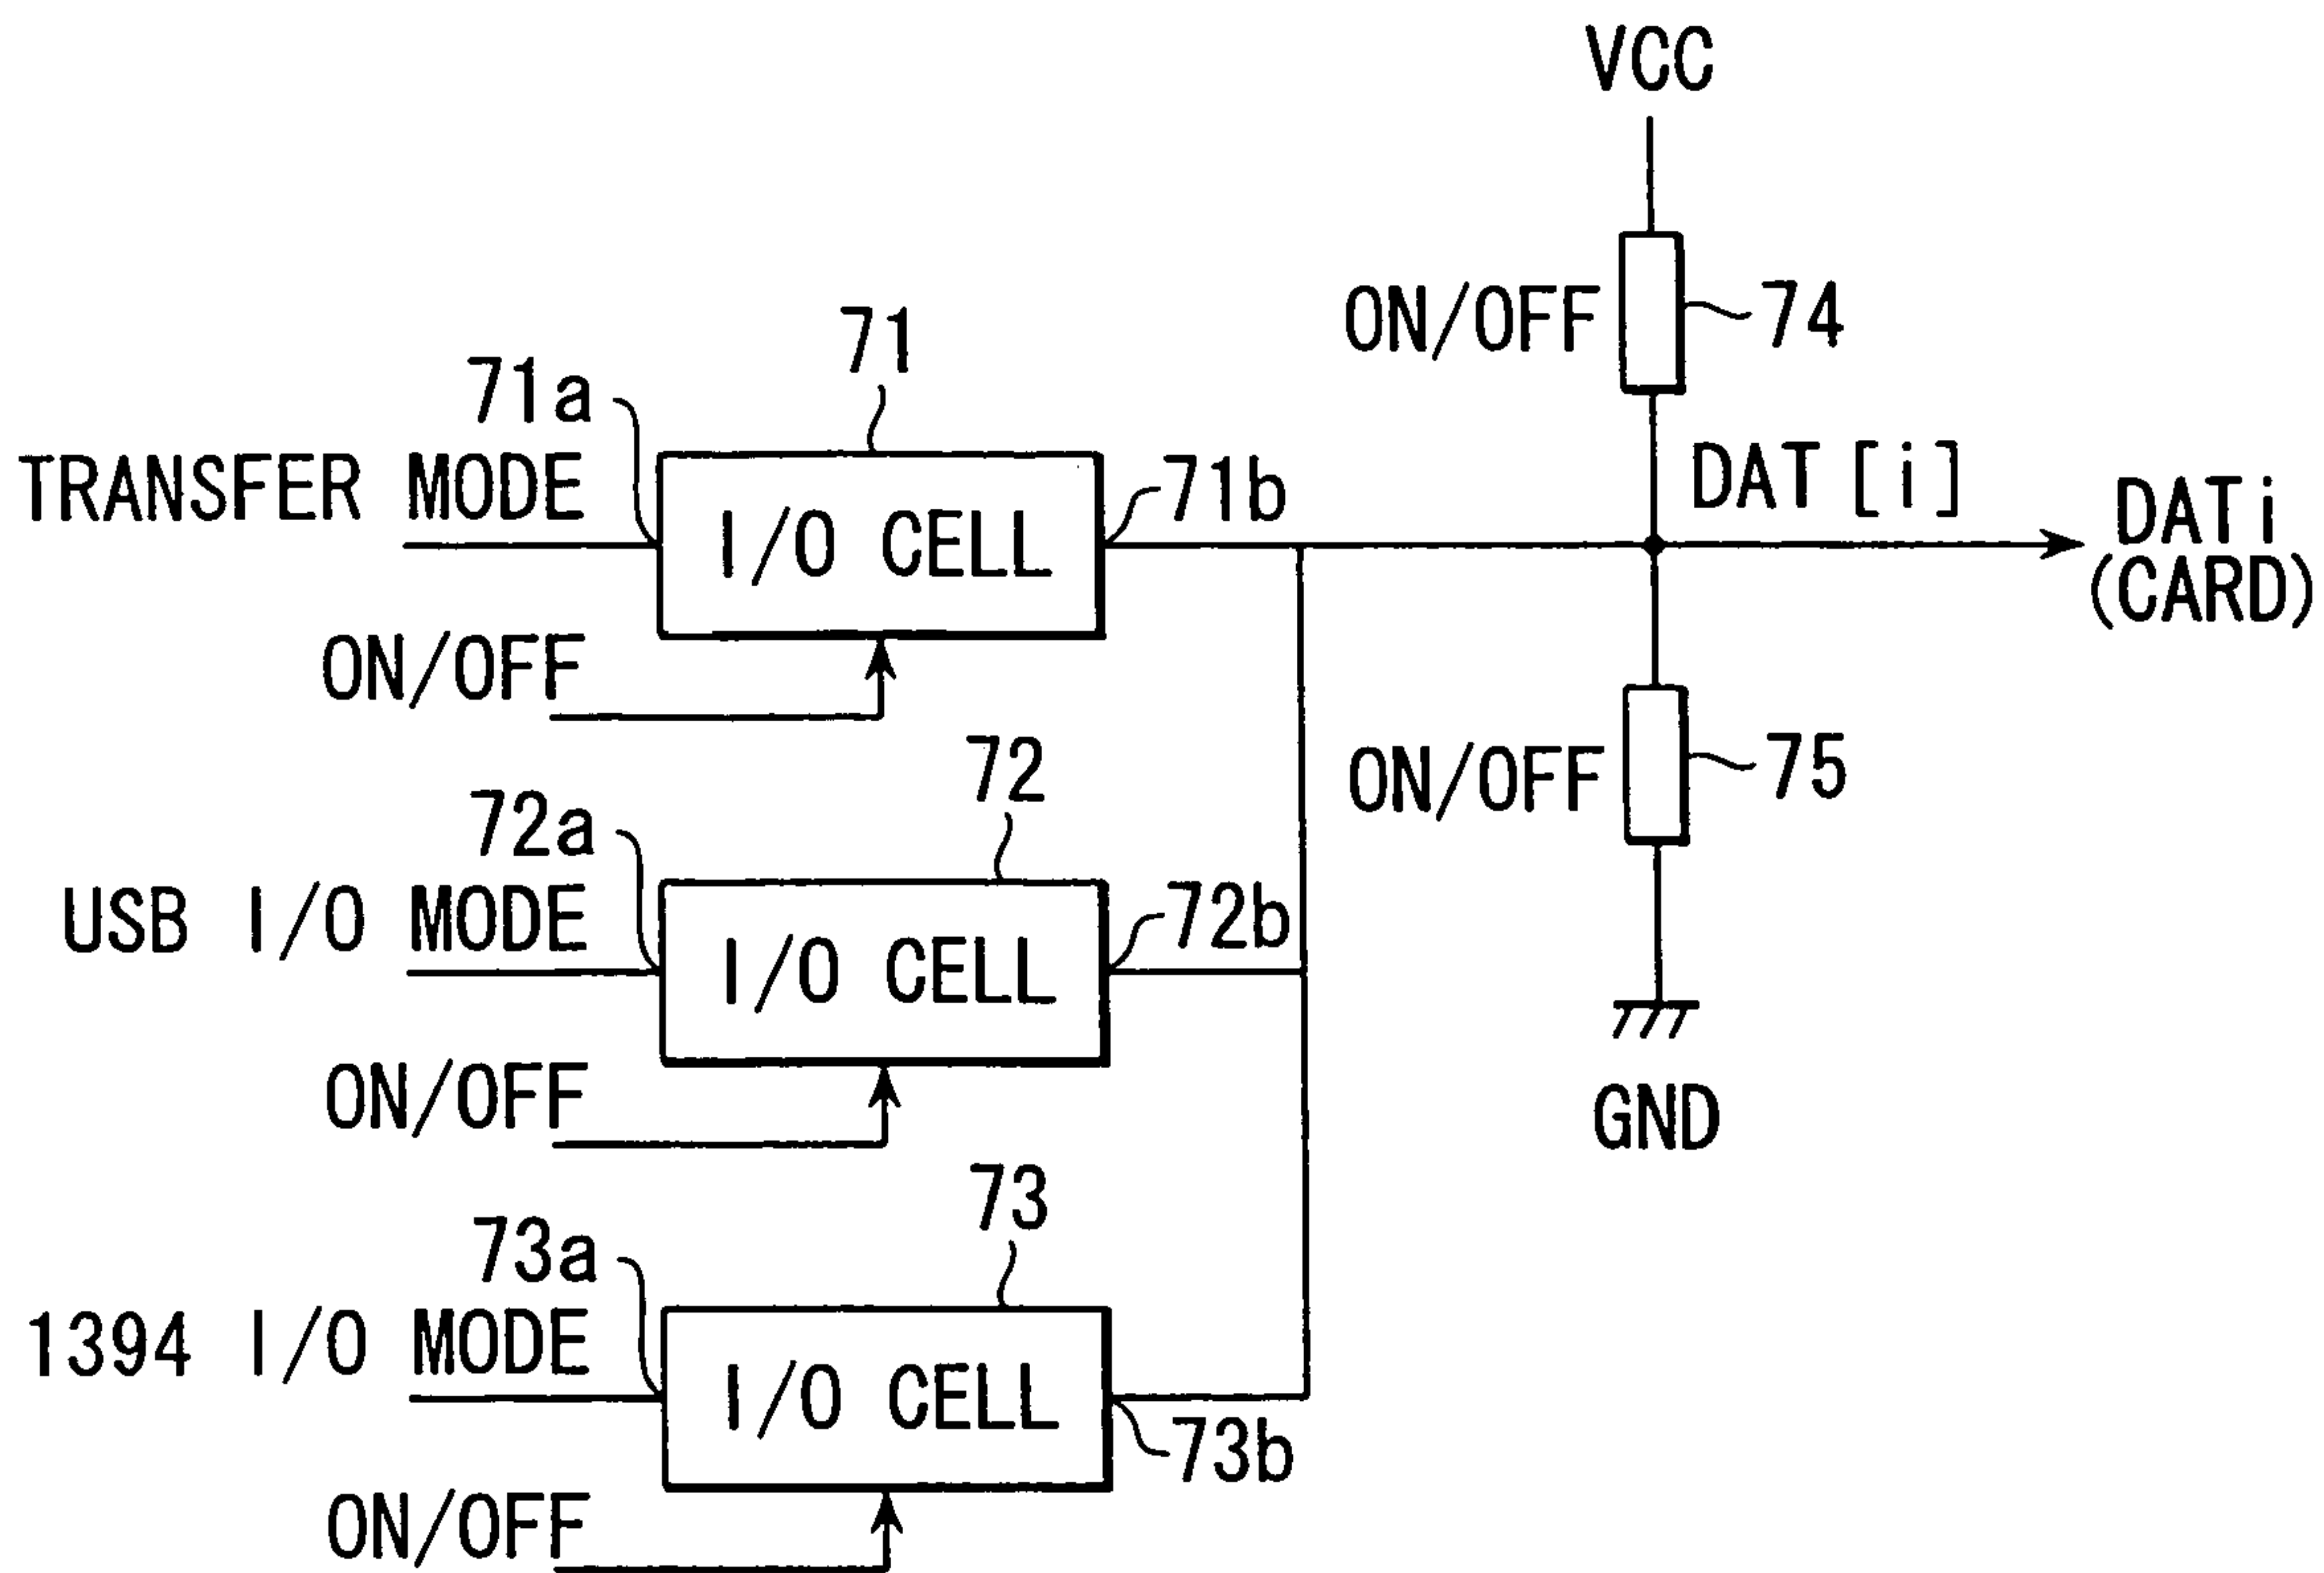 VCC
ON/OFF 74
71
71a
TRANSFER MODE
71b
DAT [i]
DATi
I/O CELL
(CARD)
ON/OFF
72
ON/OFF 75
72a
USB I/O MODE
72b
I/O CELL
ON/OFF
GND
73
73a
1394 I/O MODE
I/O CELL
73b
ON/OFF